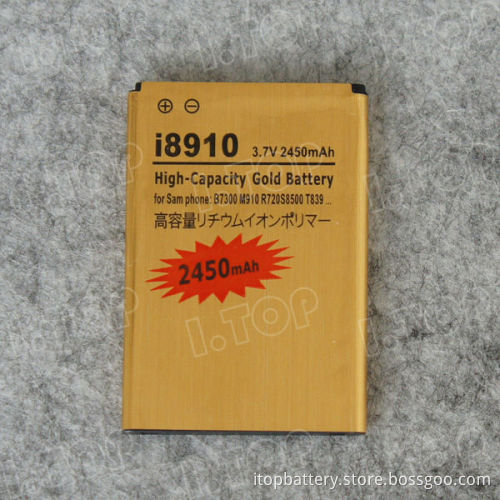 ⊕ ⊖
i8910 3.7V 2450mAh
High-Capacity Gold Battery
for Sam phone: B7300 M910 R720S8500 T839 ...
高容量リチウムイオンポリマー
2450mAh
I.TOP
itopbattery.store.bossgoo.com